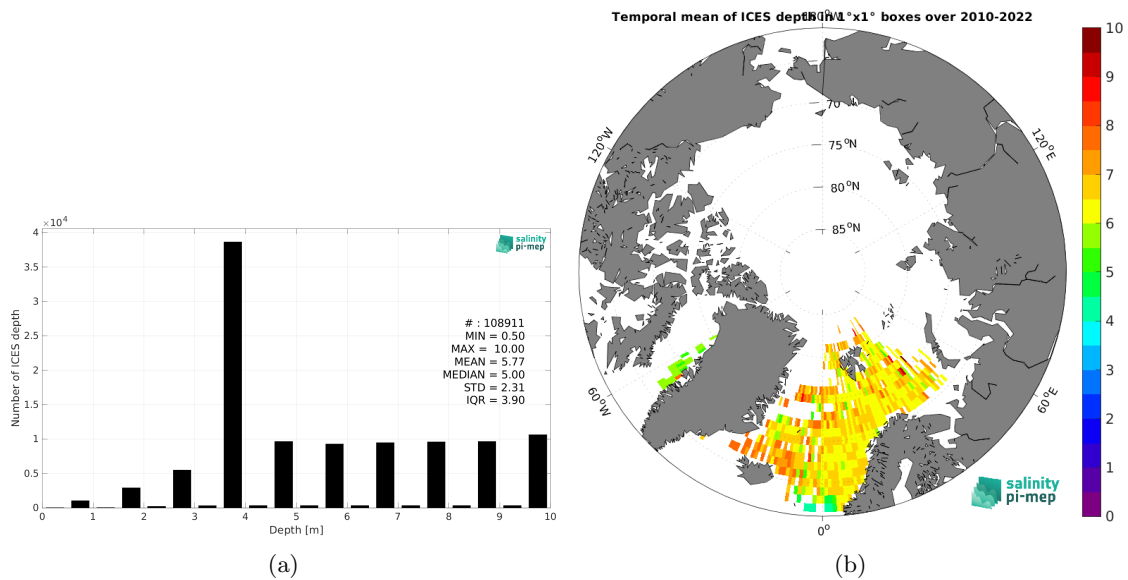 Temporal mean of ICES depth in 1°x1° boxes over 2010-2022
×10⁴
4
3.5
3
2.5
2
1.5
1
0.5
0
Number of ICES depth
salinity
pi-mep
# : 108911
MIN = 0.50
MAX = 10.00
MEAN = 5.77
MEDIAN = 5.00
STD = 2.31
IQR = 3.90
0 1 2 3 4 5 6 7 8 9 10
Depth [m]
(a)
180°W
120°W
60°W
0°
60°E
120°E
70°N
75°N
80°N
85°N
salinity
pi-mep
10
9
8
7
6
5
4
3
2
1
0
(b)